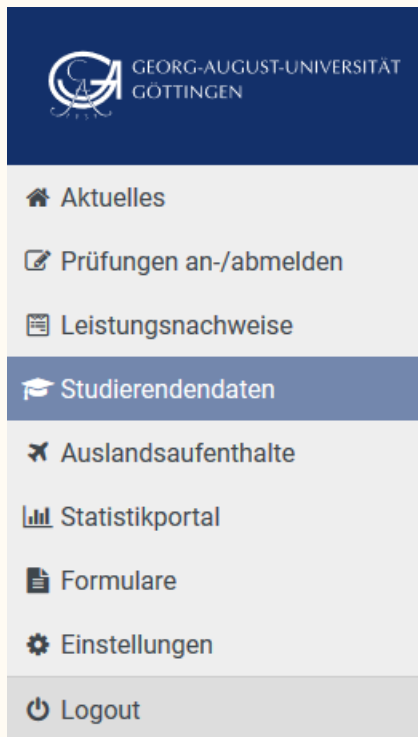 GEORG-AUGUST-UNIVERSITÄT
GÖTTINGEN
Aktuelles
Prüfungen an-/abmelden
Leistungsnachweise
Studierendendaten
Auslandsaufenthalte
Statistikportal
Formulare
Einstellungen
Logout